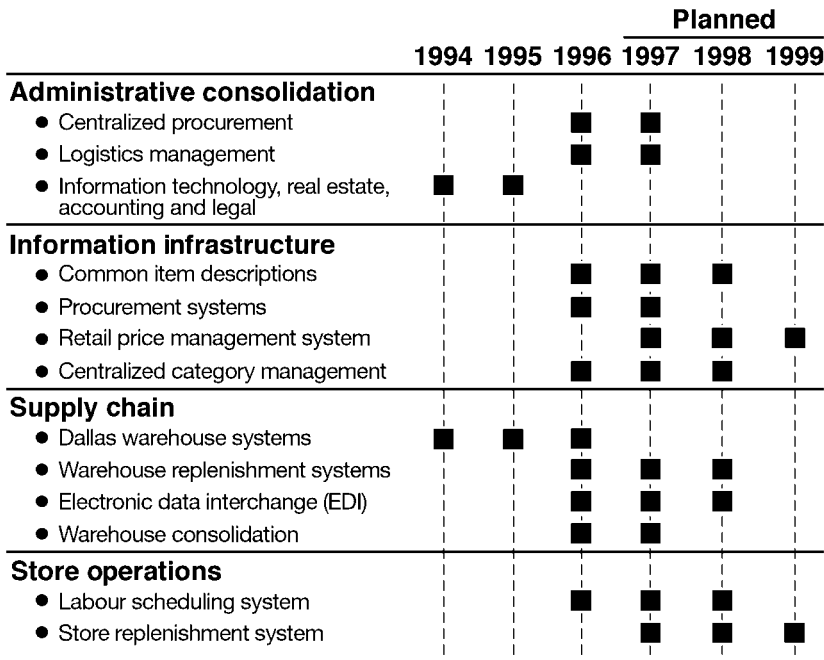 Planned
1994 1995 1996 1997 1998 1999
Administrative consolidation
● Centralized procurement
● Logistics management
● Information technology, real estate,
accounting and legal
Information infrastructure
● Common item descriptions
● Procurement systems
● Retail price management system
● Centralized category management
Supply chain
● Dallas warehouse systems
● Warehouse replenishment systems
● Electronic data interchange (EDI)
● Warehouse consolidation
Store operations
● Labour scheduling system
● Store replenishment system